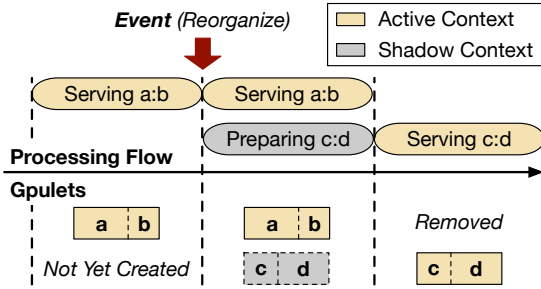 Event (Reorganize)
Active Context
Shadow Context
Serving a:b
Serving a:b
Preparing c:d
Serving c:d
Processing Flow
Gpulets
a b
a b
Removed
Not Yet Created
c d
c d